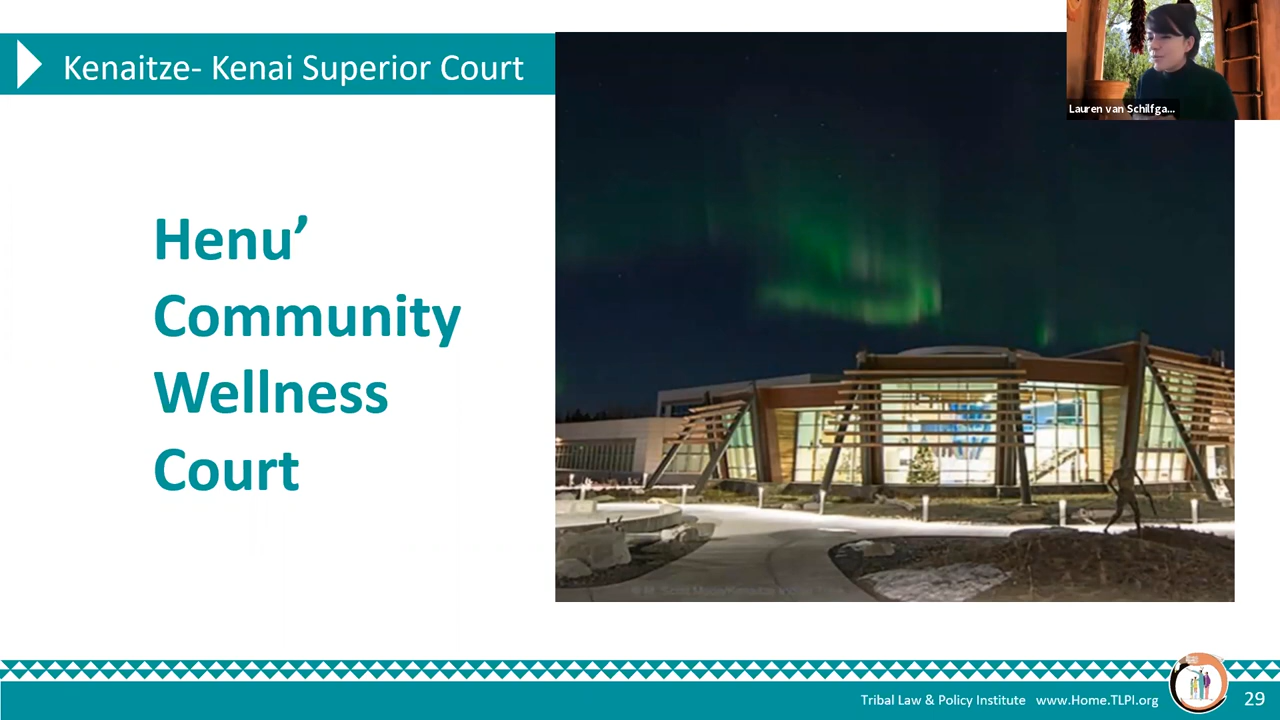 Kenaitze- Kenai Superior Court
Lauren van Schilfga...
Henu’
Community
Wellness
Court
Tribal Law & Policy Institute www.Home.TLPI.org
29